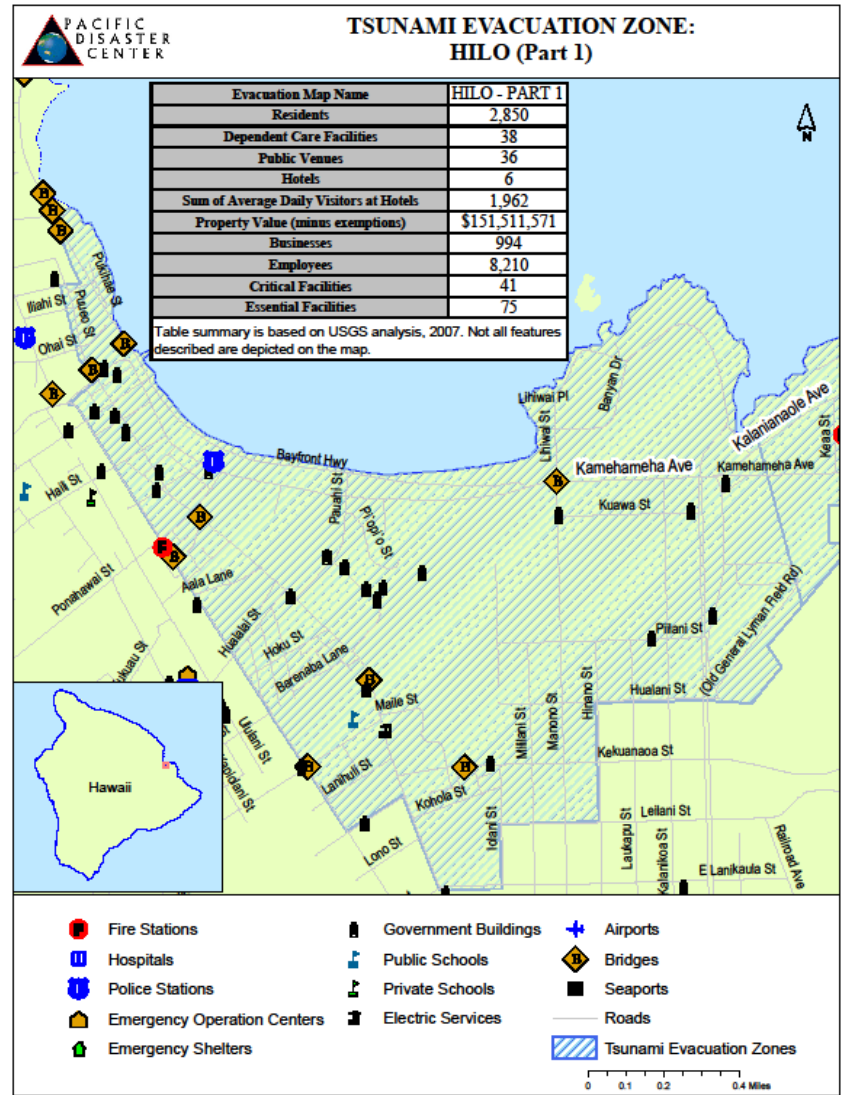 PACIFIC
DISASTER
CENTER
TSUNAMI EVACUATION ZONE:
HILO (Part 1)
Evacuation Map Name HILO - PART 1
Residents 2,850
Dependent Care Facilities 38
Public Venues 36
Hotels 6
Sum of Average Daily Visitors at Hotels 1,962
Property Value (minus exemptions) $151,511,571
Businesses 994
Employees 8,210
Critical Facilities 41
Essential Facilities 75
Table summary is based on USGS analysis, 2007. Not all features
described are depicted on the map.
N
Pukihae St
Iliahi St
Puueo St
Ohai St
Banyan Dr
Lihiwai Pl
Lihiwai St
Kalanianaole Ave
Keaa St
Bayfront Hwy
Kamehameha Ave
Kamehameha Ave
Haili St
Pauahi St
Pi'opi'o St
Kuawa St
Ponahawai St
Aala Lane
Hualalai St
Hoku St
Barenaba Lane
Piilani St
(Old General Lyman Field Rd)
Hualani St
Maile St
Mililani St
Manono St
Hinano St
Kekuanaoa St
Ululani St
Kapiolani St
Lanihuli St
Kohola St
Iolani St
Lono St
Laukapu St
Leilani St
Kalanikoa St
E Lanikaula St
Railroad Ave
Hawaii
F Fire Stations
Hospitals
Police Stations
Emergency Operation Centers
Emergency Shelters
Government Buildings
Public Schools
Private Schools
Electric Services
Airports
B Bridges
Seaports
Roads
Tsunami Evacuation Zones
0 0.1 0.2 0.4 Miles